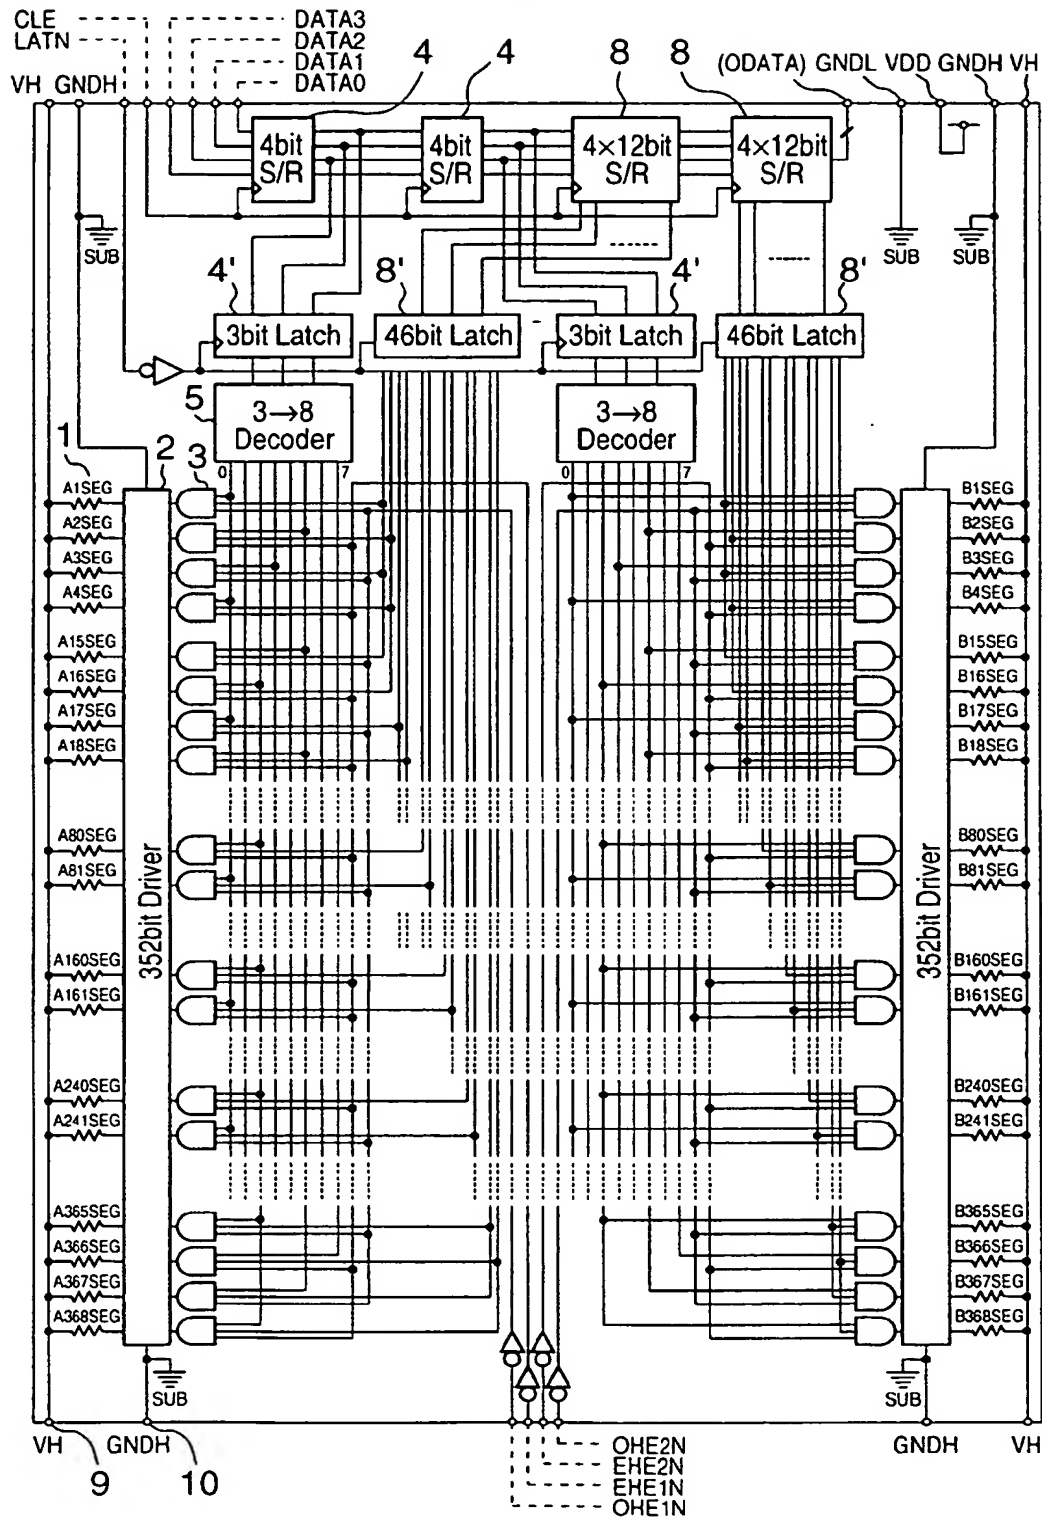 CLE
LATN
DATA3
DATA2
DATA1
DATA0
4
4
8
8
VH GNDH
(ODATA) GNDL VDD GNDH VH
4bit S/R
4bit S/R
4×12bit S/R
4×12bit S/R
SUB
SUB
SUB
4'
8'
4'
8'
3bit Latch
46bit Latch
3bit Latch
46bit Latch
5
3→8 Decoder
3→8 Decoder
0 7
0 7
1
2
3
A1SEG
A2SEG
A3SEG
A4SEG
A15SEG
A16SEG
A17SEG
A18SEG
A80SEG
A81SEG
A160SEG
A161SEG
A240SEG
A241SEG
A365SEG
A366SEG
A367SEG
A368SEG
352bit Driver
352bit Driver
B1SEG
B2SEG
B3SEG
B4SEG
B15SEG
B16SEG
B17SEG
B18SEG
B80SEG
B81SEG
B160SEG
B161SEG
B240SEG
B241SEG
B365SEG
B366SEG
B367SEG
B368SEG
SUB
SUB
VH
GNDH
GNDH
VH
9
10
OHE2N
EHE2N
EHE1N
OHE1N